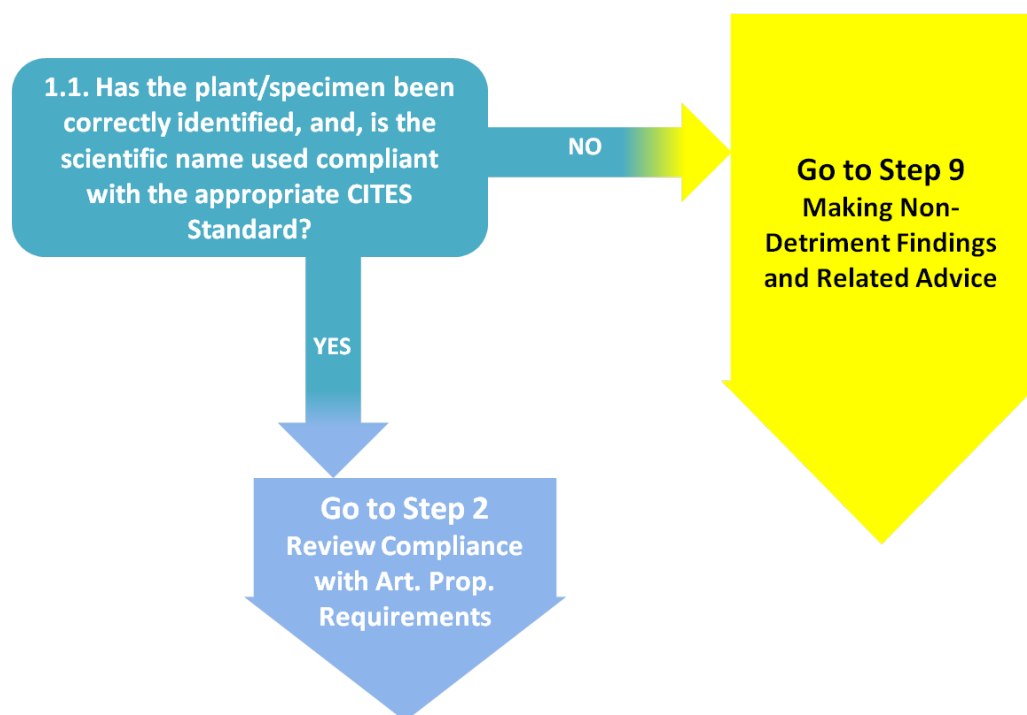 1.1. Has the plant/specimen been
correctly identified, and, is the
scientific name used compliant
with the appropriate CITES
Standard?
NO
Go to Step 9
Making Non-
Detriment Findings
and Related Advice
YES
Go to Step 2
Review Compliance
with Art. Prop.
Requirements